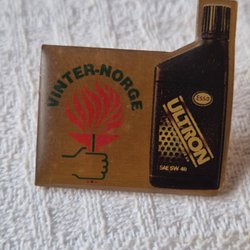 VINTER-NORGE
Esso
ULTRON
SAE 5W 40